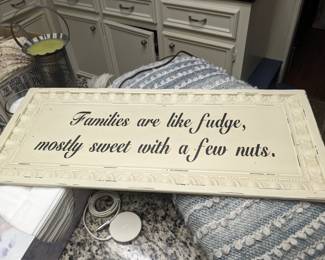 Families are like fudge,
mostly sweet with a few nuts.